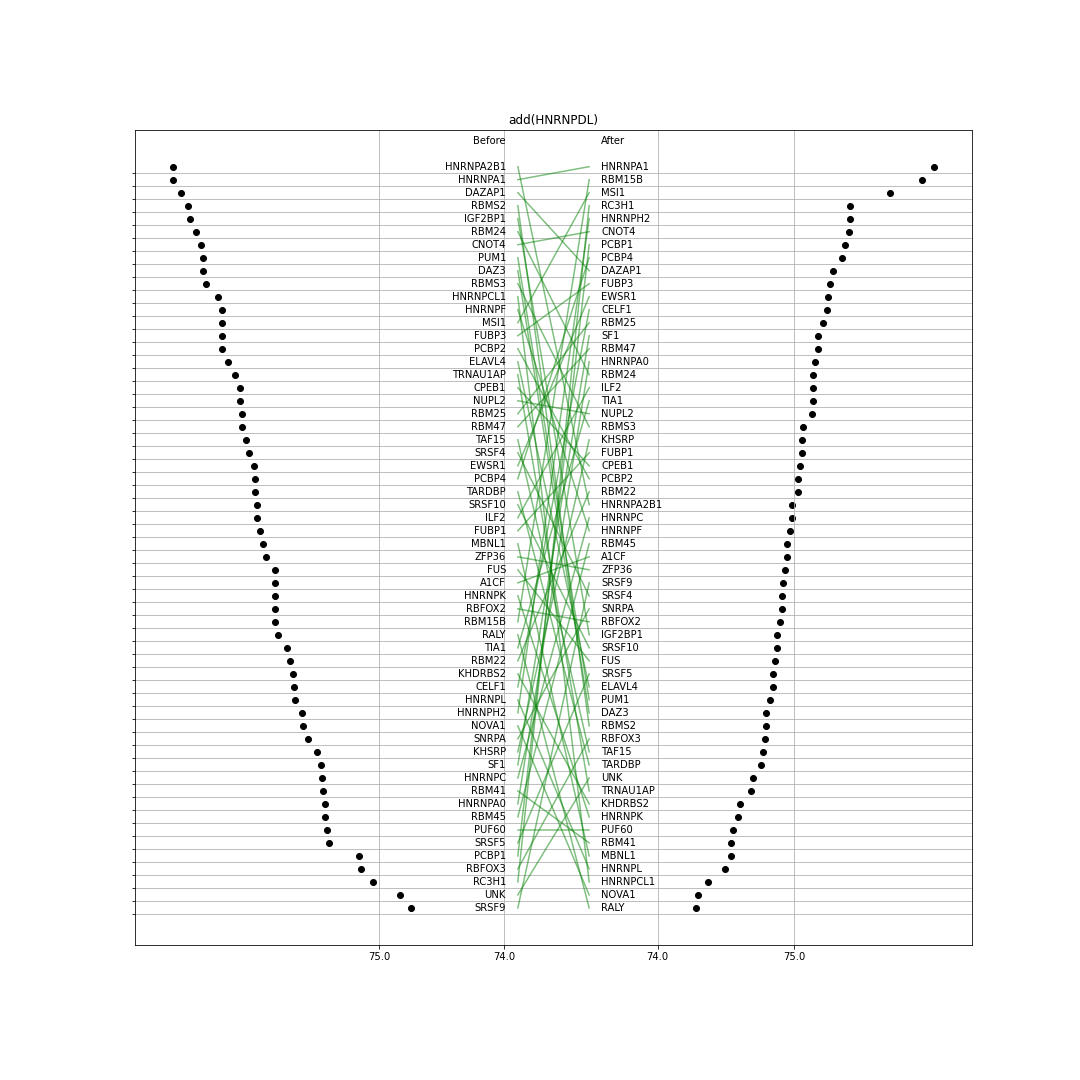 add(HNRNPDL)
Before After
HNRNPA2B1 HNRNPA1
HNRNPA1 RBM15B
DAZAP1 MSI1
RBMS2 RC3H1
IGF2BP1 HNRNPH2
RBM24 CNOT4
CNOT4 PCBP1
PUM1 PCBP4
DAZ3 DAZAP1
RBMS3 FUBP3
HNRNPCL1 EWSR1
HNRNPF CELF1
MSI1 RBM25
FUBP3 SF1
PCBP2 RBM47
ELAVL4 HNRNPA0
TRNAU1AP RBM24
CPEB1 ILF2
NUPL2 TIA1
RBM25 NUPL2
RBM47 RBMS3
TAF15 KHSRP
SRSF4 FUBP1
EWSR1 CPEB1
PCBP4 PCBP2
TARDBP RBM22
SRSF10 HNRNPA2B1
ILF2 HNRNPC
FUBP1 HNRNPF
MBNL1 RBM45
ZFP36 A1CF
FUS ZFP36
A1CF SRSF9
HNRNPK SRSF4
RBFOX2 SNRPA
RBM15B RBFOX2
RALY IGF2BP1
TIA1 SRSF10
RBM22 FUS
KHDRBS2 SRSF5
CELF1 ELAVL4
HNRNPL PUM1
HNRNPH2 DAZ3
NOVA1 RBMS2
SNRPA RBFOX3
KHSRP TAF15
SF1 TARDBP
HNRNPC UNK
RBM41 TRNAU1AP
HNRNPA0 KHDRBS2
RBM45 HNRNPK
PUF60 PUF60
SRSF5 RBM41
PCBP1 MBNL1
RBFOX3 HNRNPL
RC3H1 HNRNPCL1
UNK NOVA1
SRSF9 RALY
75.0 74.0 74.0 75.0